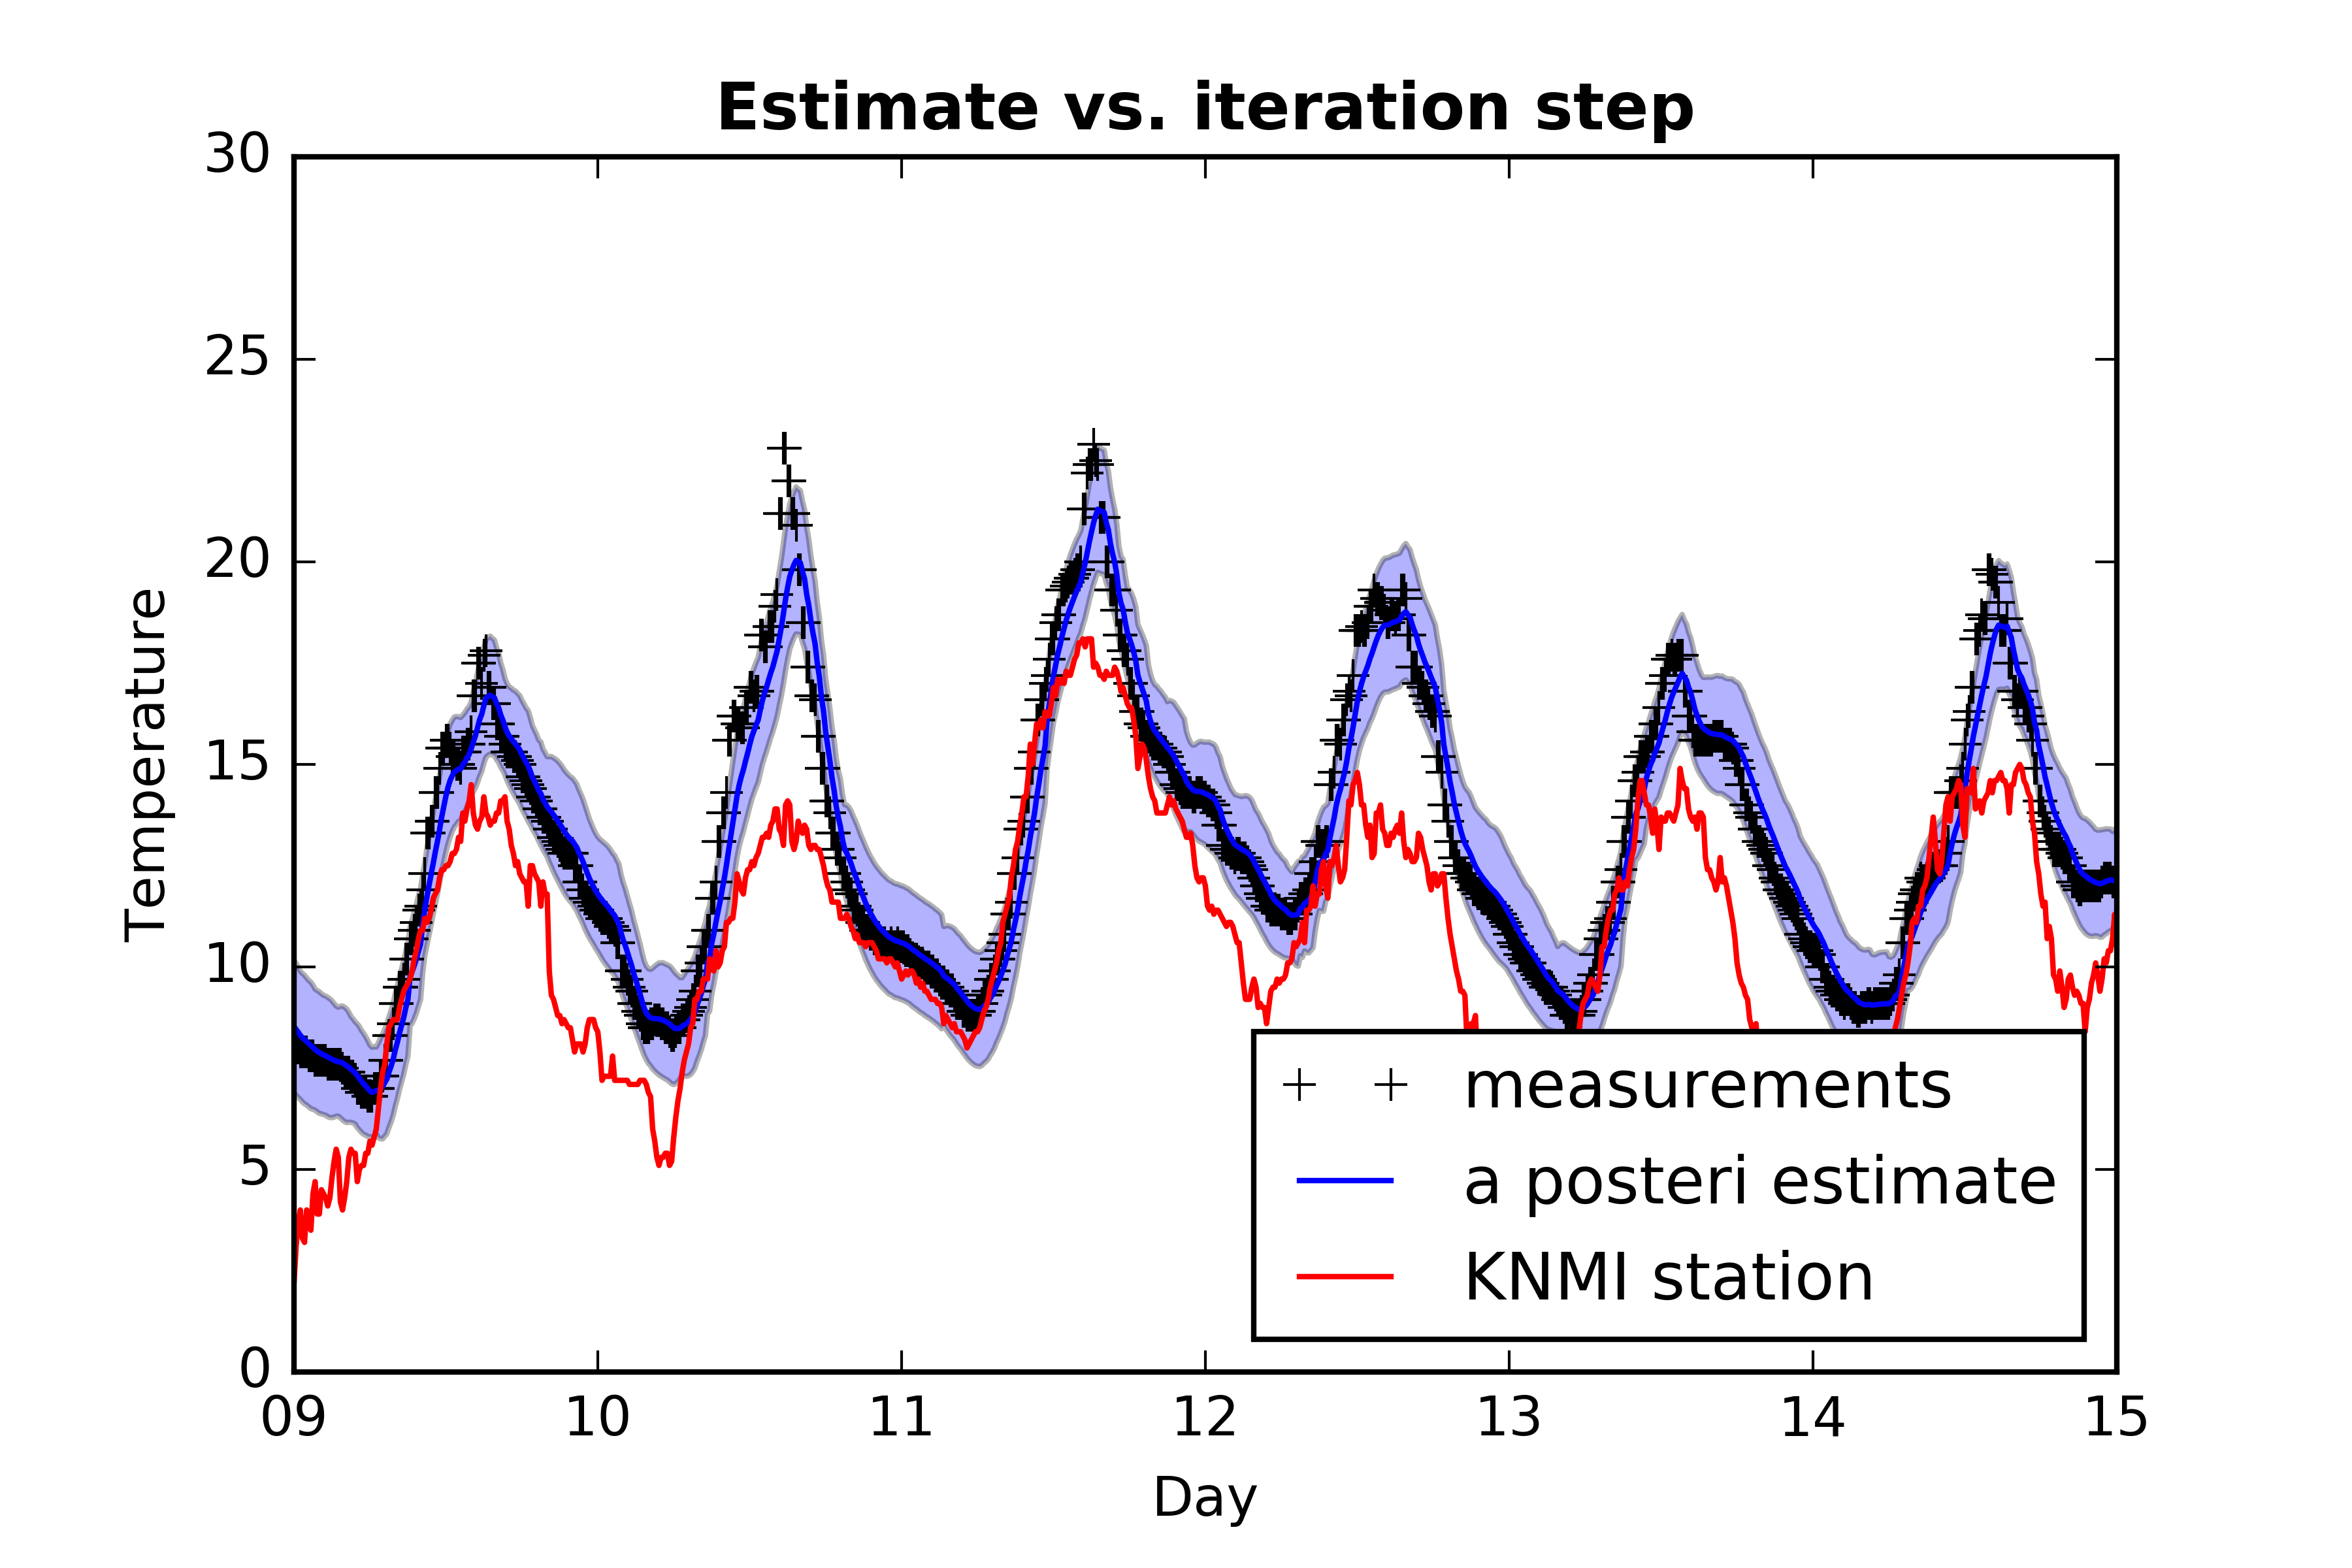 Estimate vs. iteration step
30
25
20
15
10
5
0
Temperature
09 10 11 12 13 14 15
Day
measurements
a posteri estimate
KNMI station